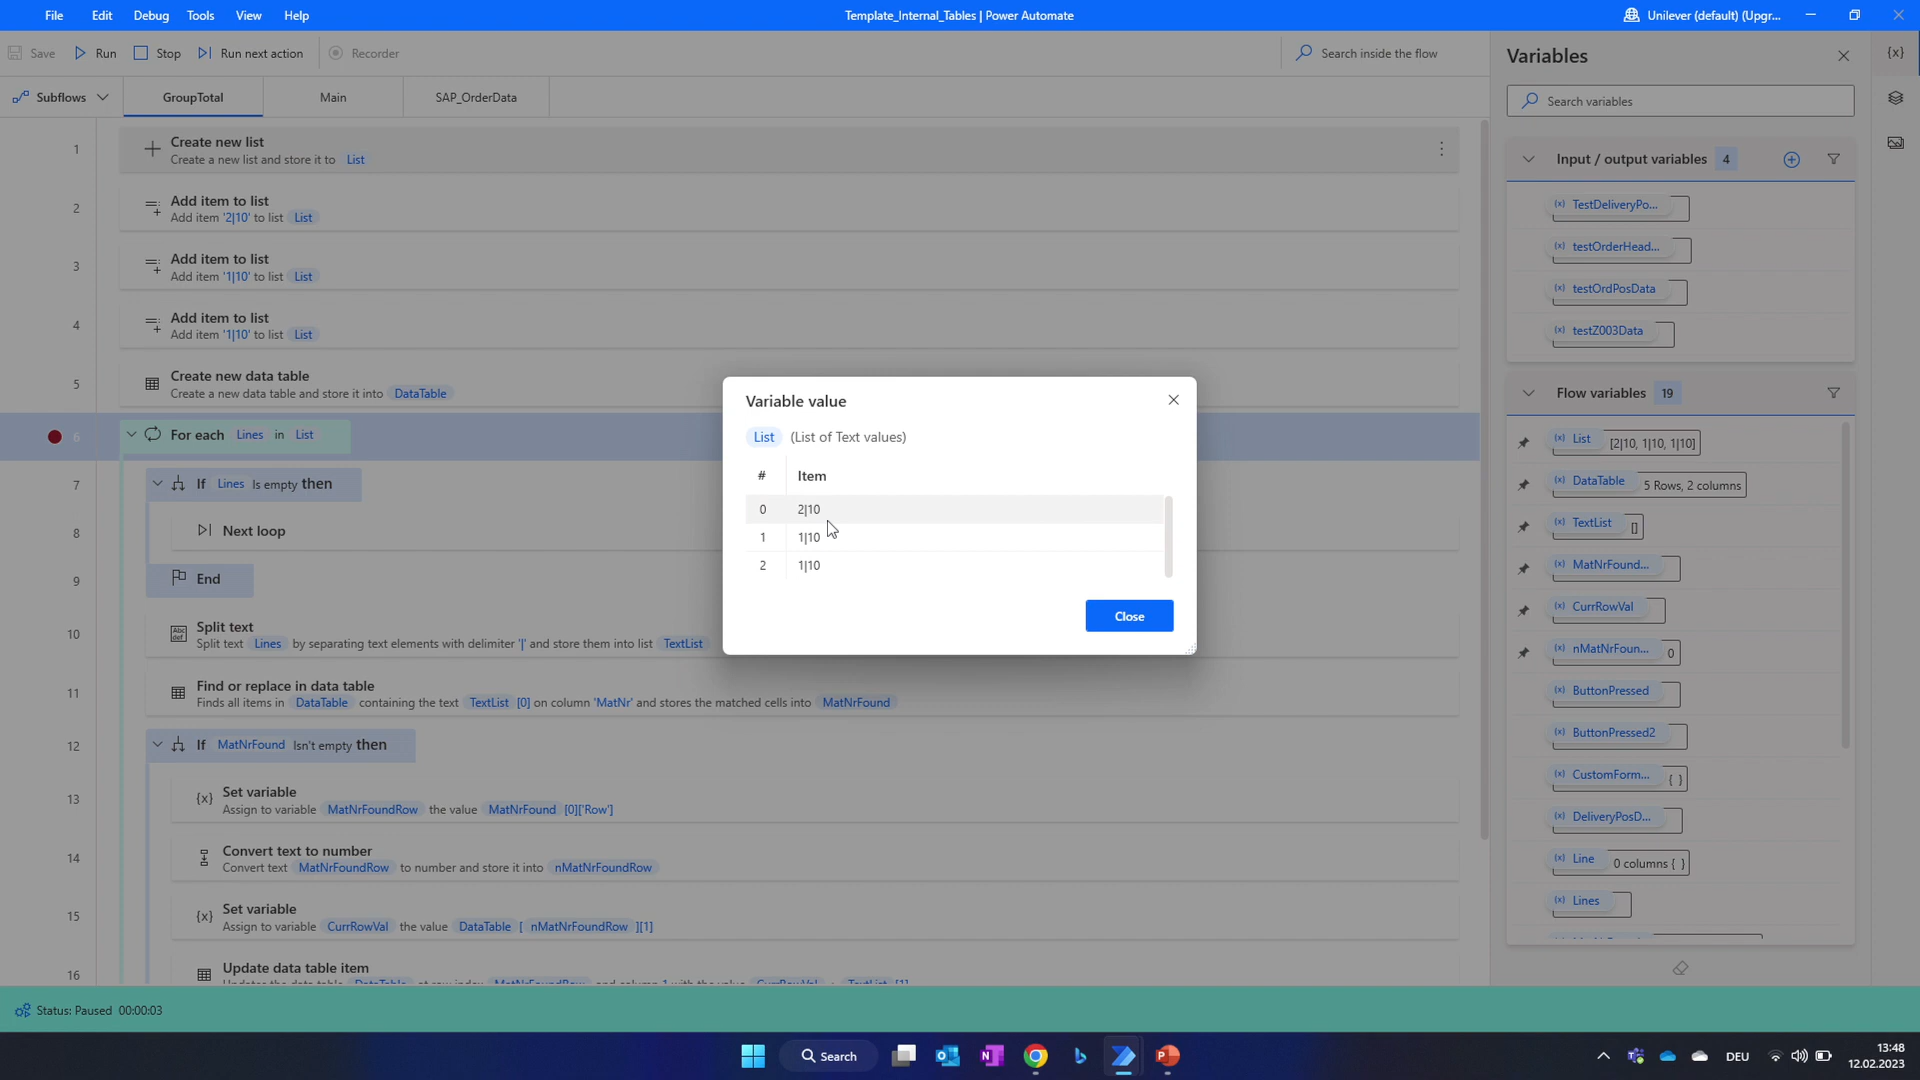 File Edit Debug Tools View Help
Template_Internal_Tables | Power Automate
Unilever (default) (Upgr...
Save Run Stop Run next action Recorder
Search inside the flow
Subflows GroupTotal Main SAP_OrderData
1 Create new list
Create a new list and store it to List
2 Add item to list
Add item '2|10' to list List
3 Add item to list
Add item '1|10' to list List
4 Add item to list
Add item '1|10' to list List
5 Create new data table
Create a new data table and store it into DataTable
6 For each Lines in List
7 If Lines Is empty then
8 Next loop
9 End
10 Split text
Split text Lines by separating text elements with delimiter '|' and store them into list TextList
11 Find or replace in data table
Finds all items in DataTable containing the text TextList [0] on column 'MatNr' and stores the matched cells into MatNrFound
12 If MatNrFound Isn't empty then
13 Set variable
Assign to variable MatNrFoundRow the value MatNrFound [0]['Row']
14 Convert text to number
Convert text MatNrFoundRow to number and store it into nMatNrFoundRow
15 Set variable
Assign to variable CurrRowVal the value DataTable [ nMatNrFoundRow ][1]
16 Update data table item
Variable value
List (List of Text values)
# Item
0 2|10
1 1|10
2 1|10
Close
Variables
Search variables
Input / output variables 4
TestDeliveryPo...
testOrderHead...
testOrdPosData
testZ003Data
Flow variables 19
List [2|10, 1|10, 1|10]
DataTable 5 Rows, 2 columns
TextList []
MatNrFound...
CurrRowVal
nMatNrFoun... 0
ButtonPressed
ButtonPressed2
CustomForm... { }
DeliveryPosD...
Line 0 columns { }
Lines
Status: Paused 00:00:03
Search
DEU
13:48
12.02.2023